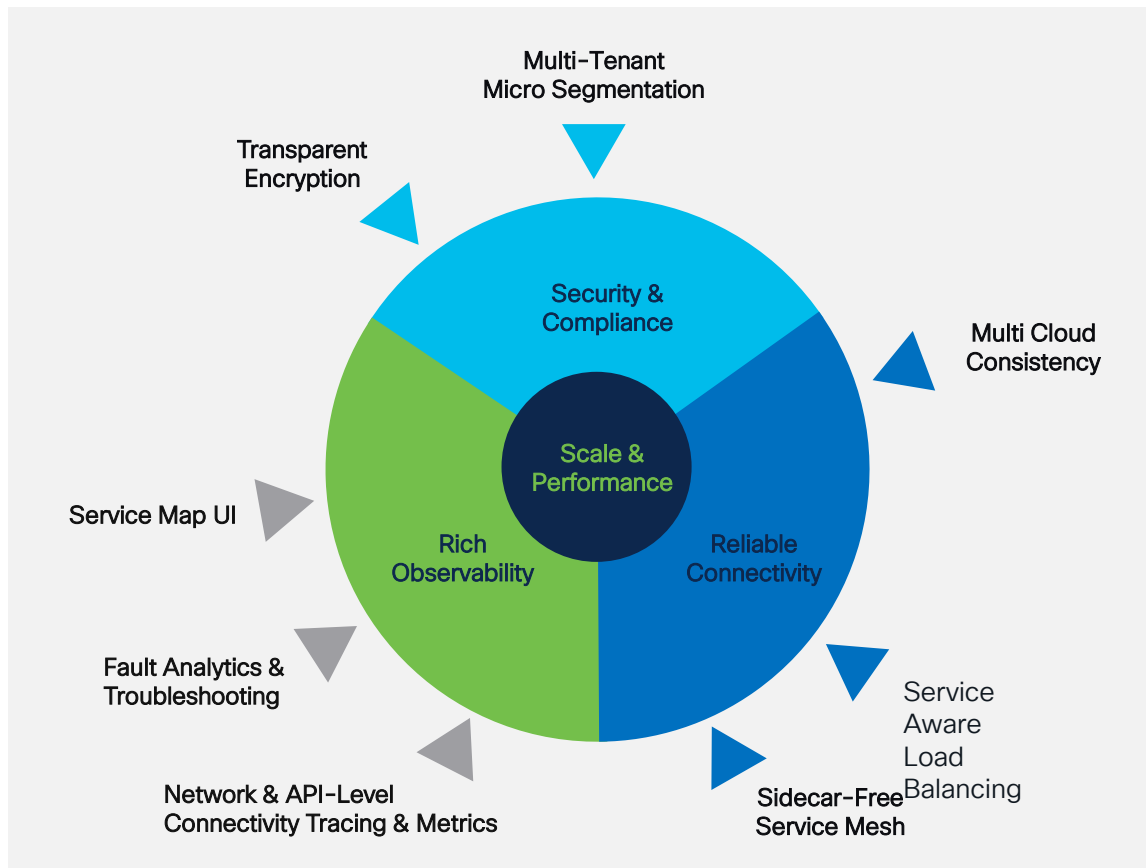 Multi-Tenant
Micro Segmentation
Transparent
Encryption
Security &
Compliance
Multi Cloud
Consistency
Scale &
Performance
Service Map UI
Rich
Observability
Reliable
Connectivity
Fault Analytics &
Troubleshooting
Service
Aware
Load
Balancing
Network & API-Level
Connectivity Tracing & Metrics
Sidecar-Free
Service Mesh